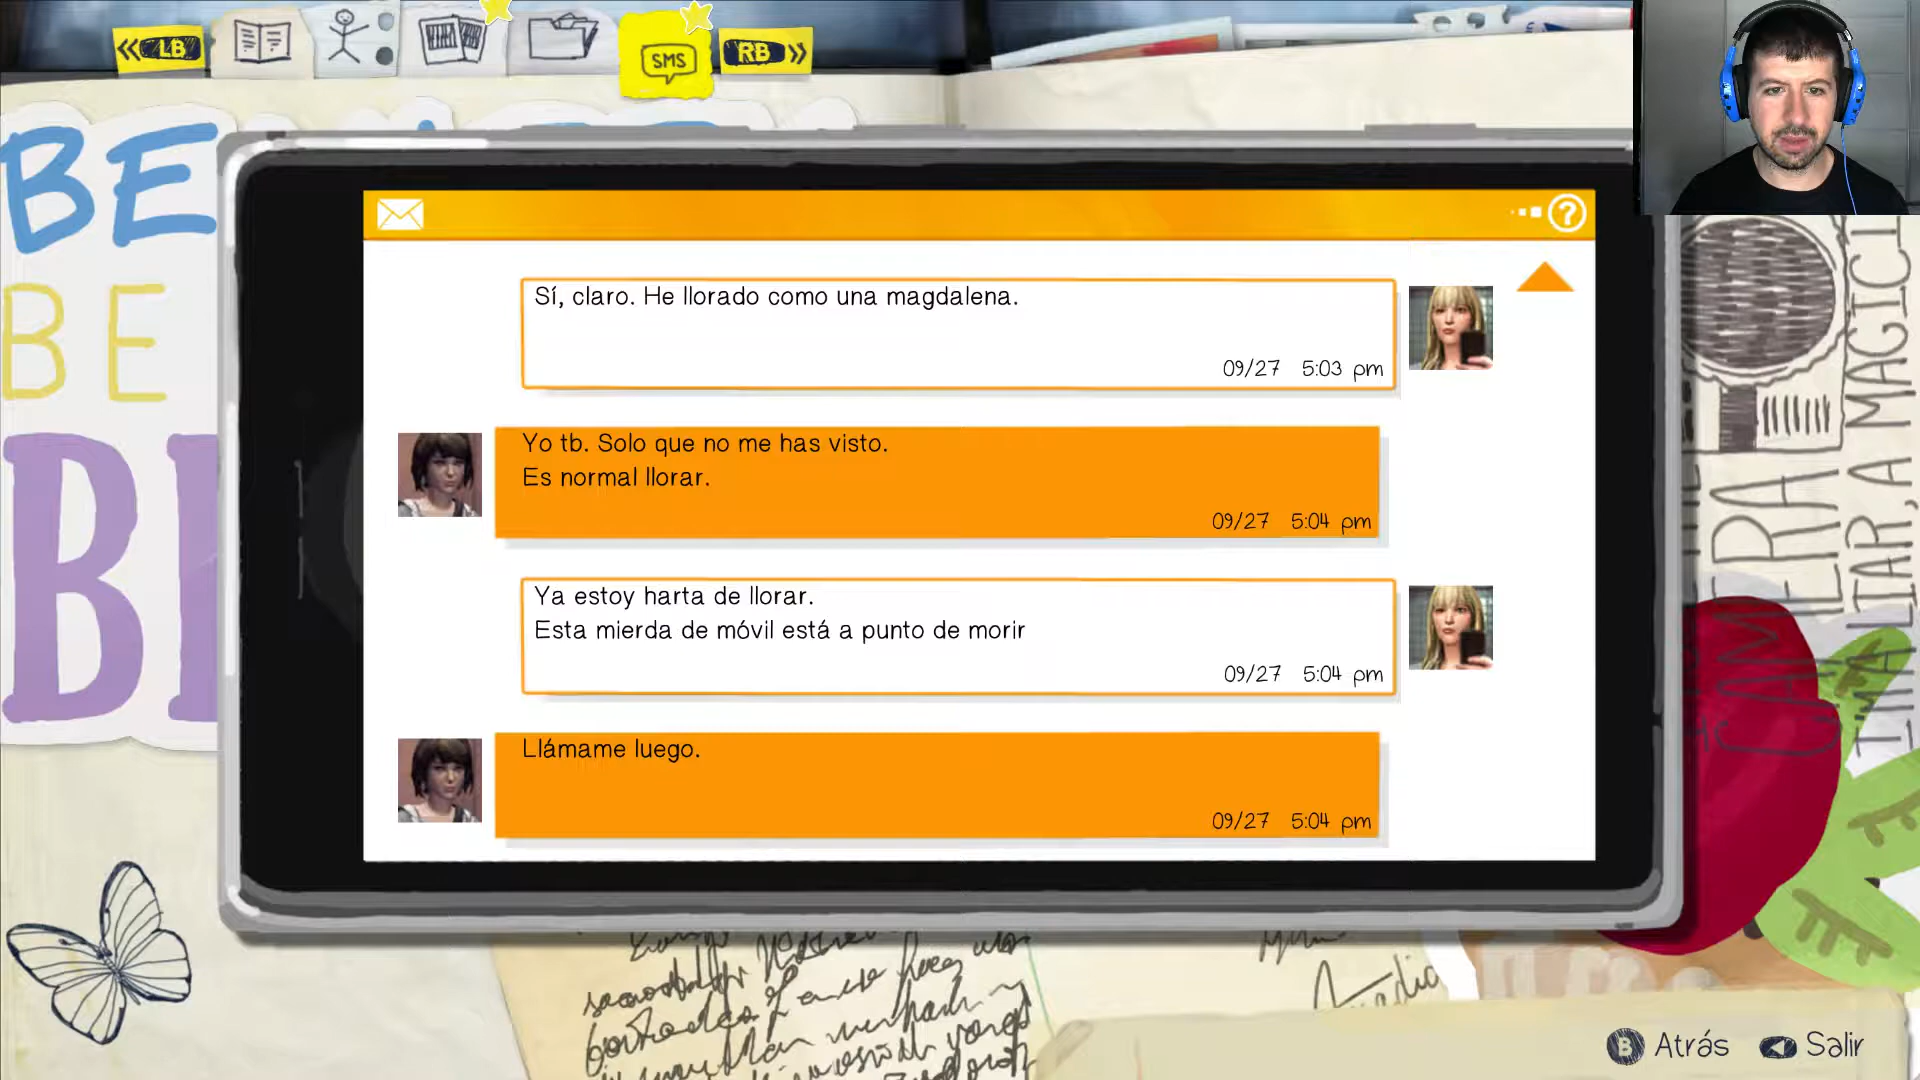 LB
SMS
RB
BE
BE
Sí, claro. He llorado como una magdalena.
09/27 5:03 pm
Yo tb. Solo que no me has visto.
Es normal llorar.
09/27 5:04 pm
Ya estoy harta de llorar.
Esta mierda de móvil está a punto de morir
09/27 5:04 pm
Llámame luego.
09/27 5:04 pm
CAMERA
B Atrás
Salir